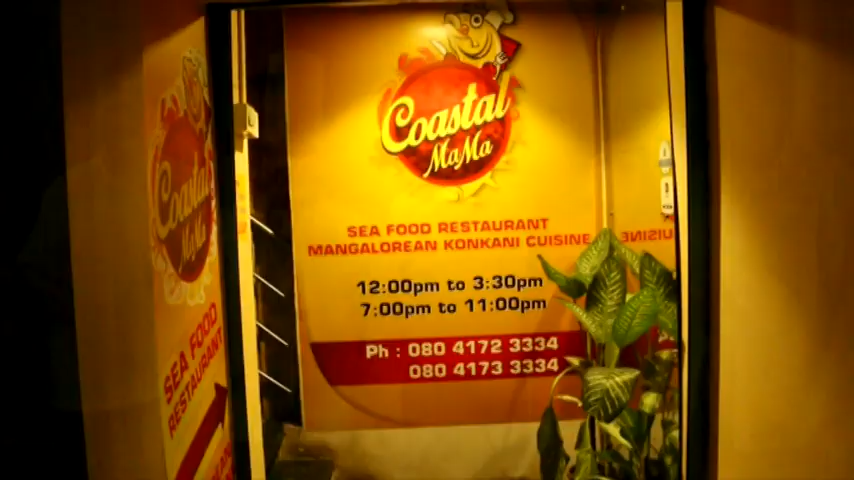 Coastal
MaMa
SEA FOOD RESTAURANT
MANGALOREAN KONKANI CUISINE
12:00pm to 3:30pm
7:00pm to 11:00pm
Ph : 080 4172 3334
080 4173 3334
Coastal
MaMa
SEA FOOD
RESTAURANT